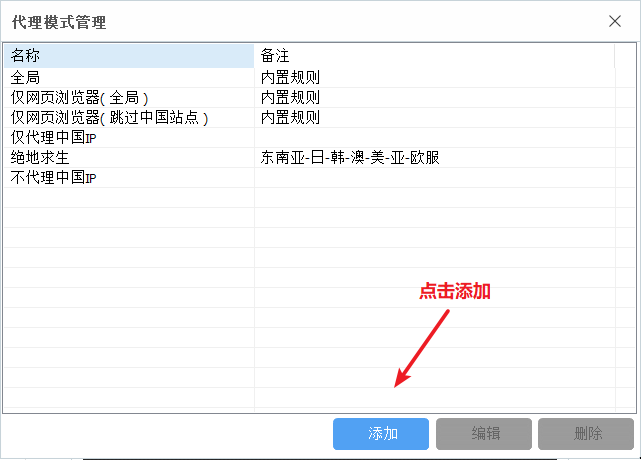 代理模式管理
名称 备注
全局 内置规则
仅网页浏览器( 全局 ) 内置规则
仅网页浏览器( 跳过中国站点 ) 内置规则
仅代理中国IP
绝地求生 东南亚-日-韩-澳-美-亚-欧服
不代理中国IP
点击添加
添加 编辑 删除